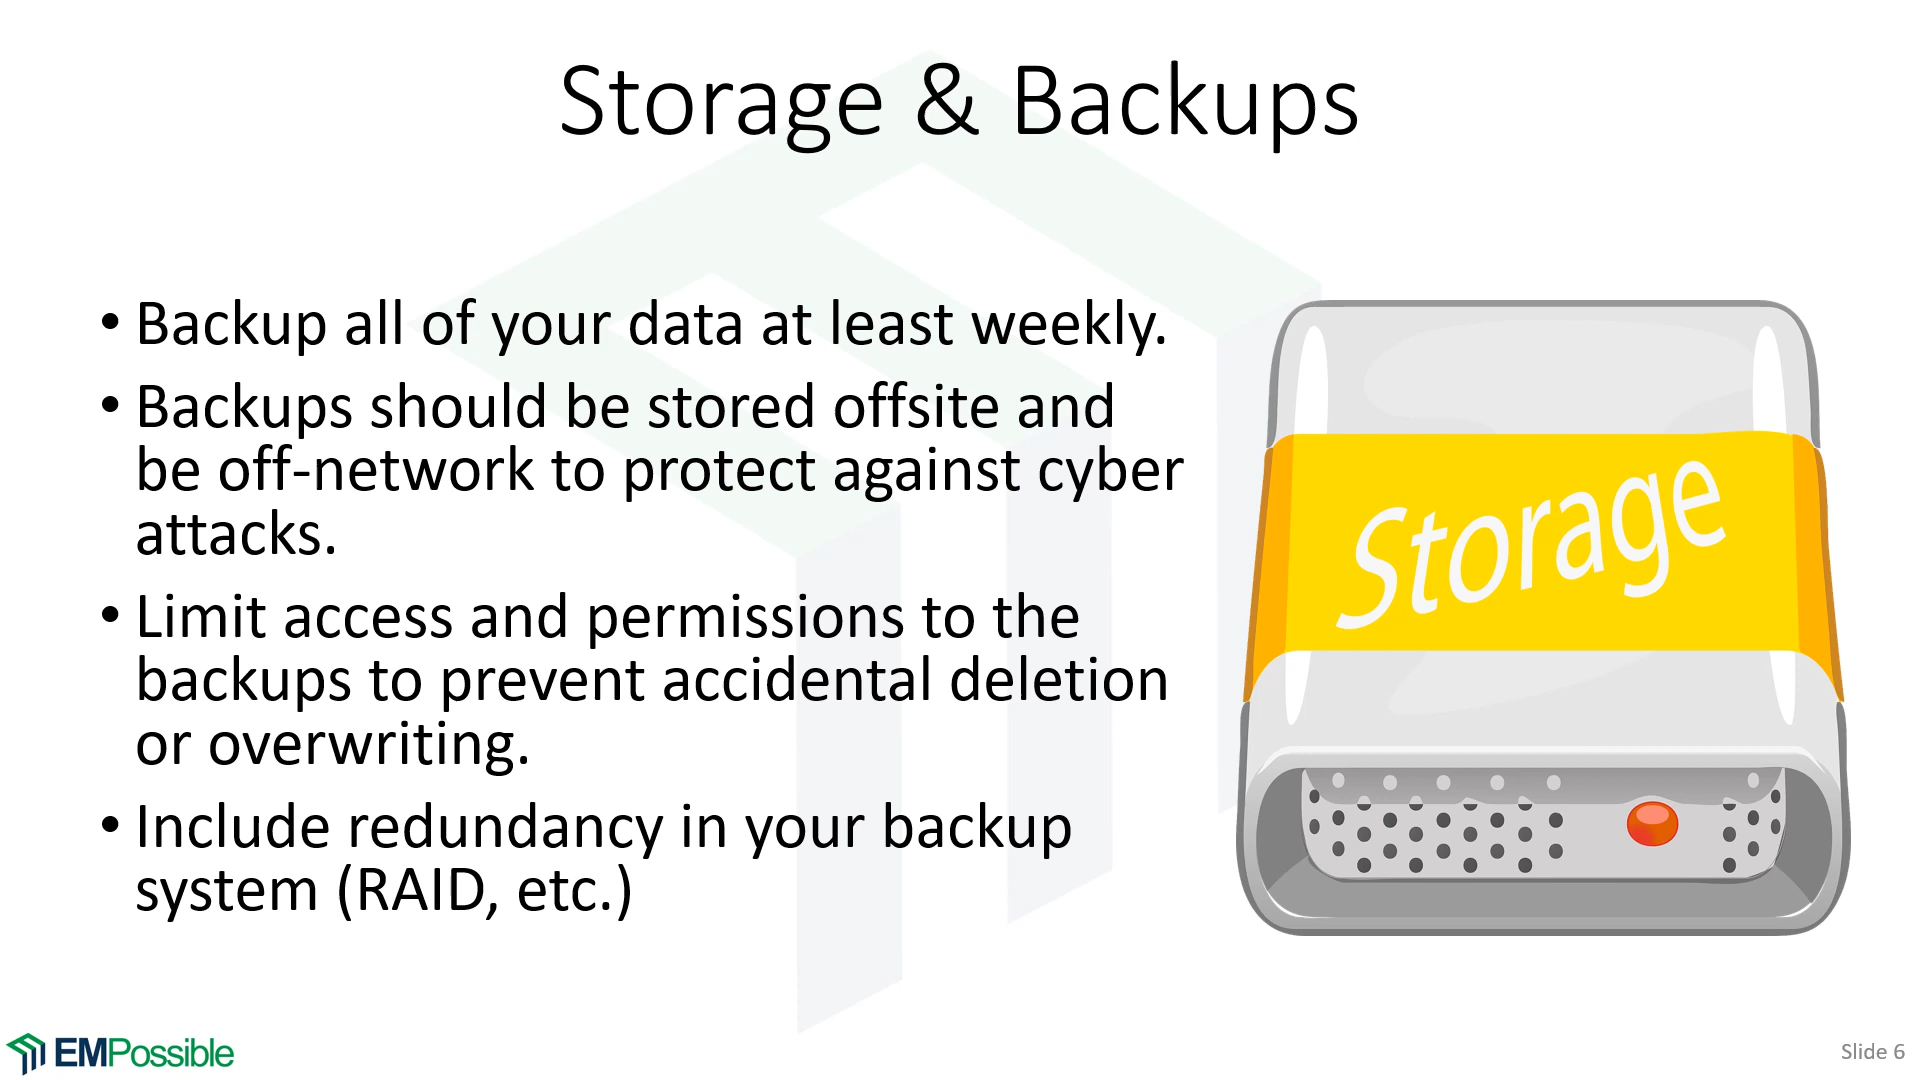 Storage & Backups
• Backup all of your data at least weekly.
• Backups should be stored offsite and
be off-network to protect against cyber
attacks.
• Limit access and permissions to the
backups to prevent accidental deletion
or overwriting.
• Include redundancy in your backup
system (RAID, etc.)
Storage
EMPossible
Slide 6